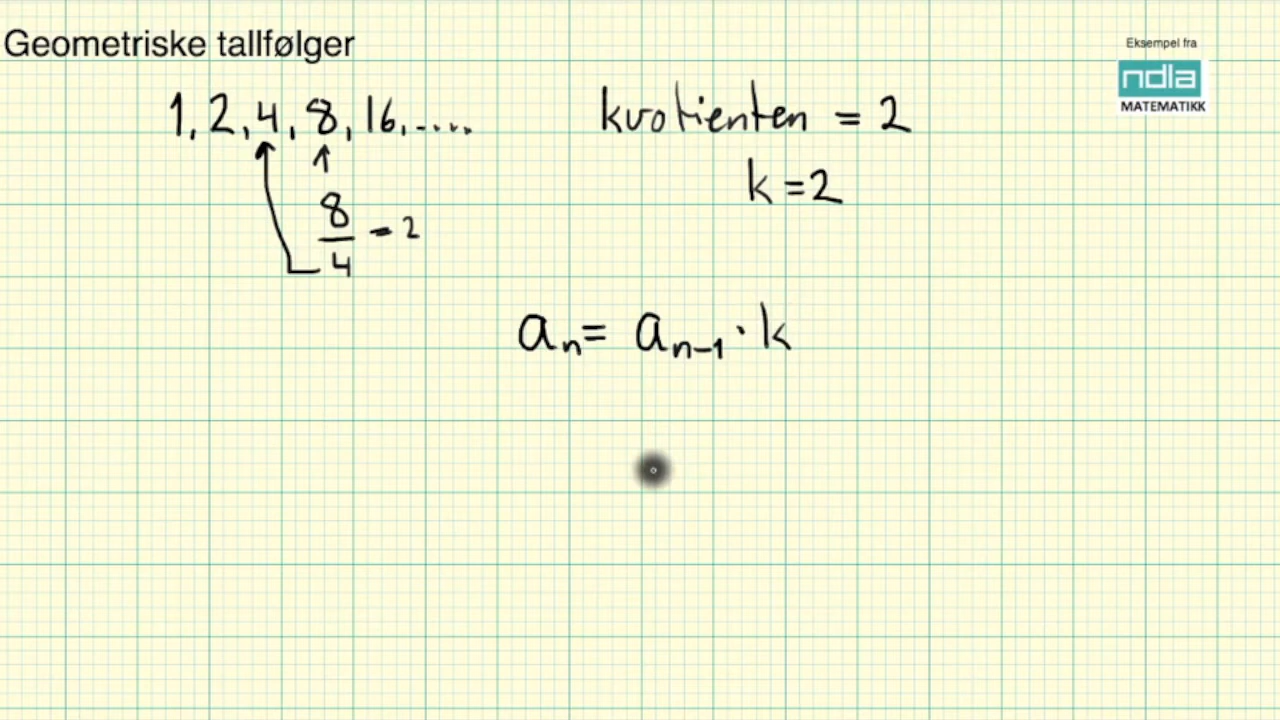 Geometriske tallfølger
Eksempel fra
ndla
MATEMATIKK
1, 2, 4, 8, 16, .....
kvotienten = 2
k = 2
8/4 = 2
aₙ = aₙ₋₁ · k